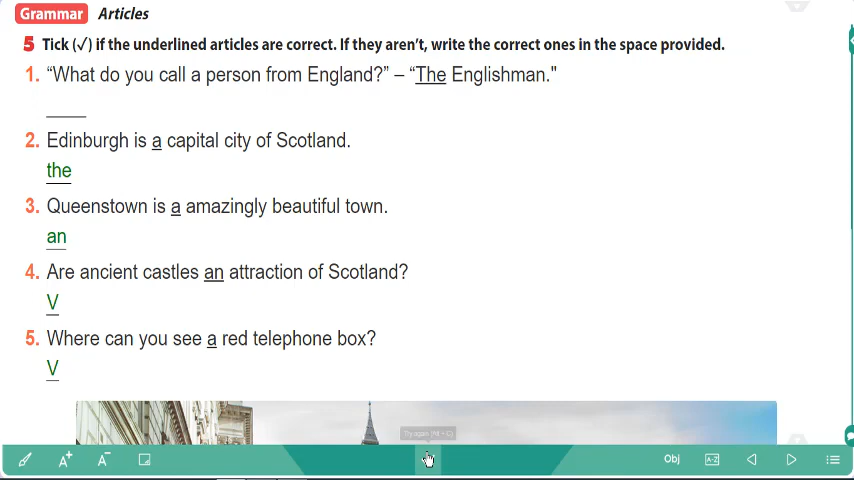 Grammar Articles
5 Tick (✓) if the underlined articles are correct. If they aren't, write the correct ones in the space provided.
1. “What do you call a person from England?” – “The Englishman."
2. Edinburgh is a capital city of Scotland.
the
3. Queenstown is a amazingly beautiful town.
an
4. Are ancient castles an attraction of Scotland?
V
5. Where can you see a red telephone box?
V
A+ A- Obj A-Z